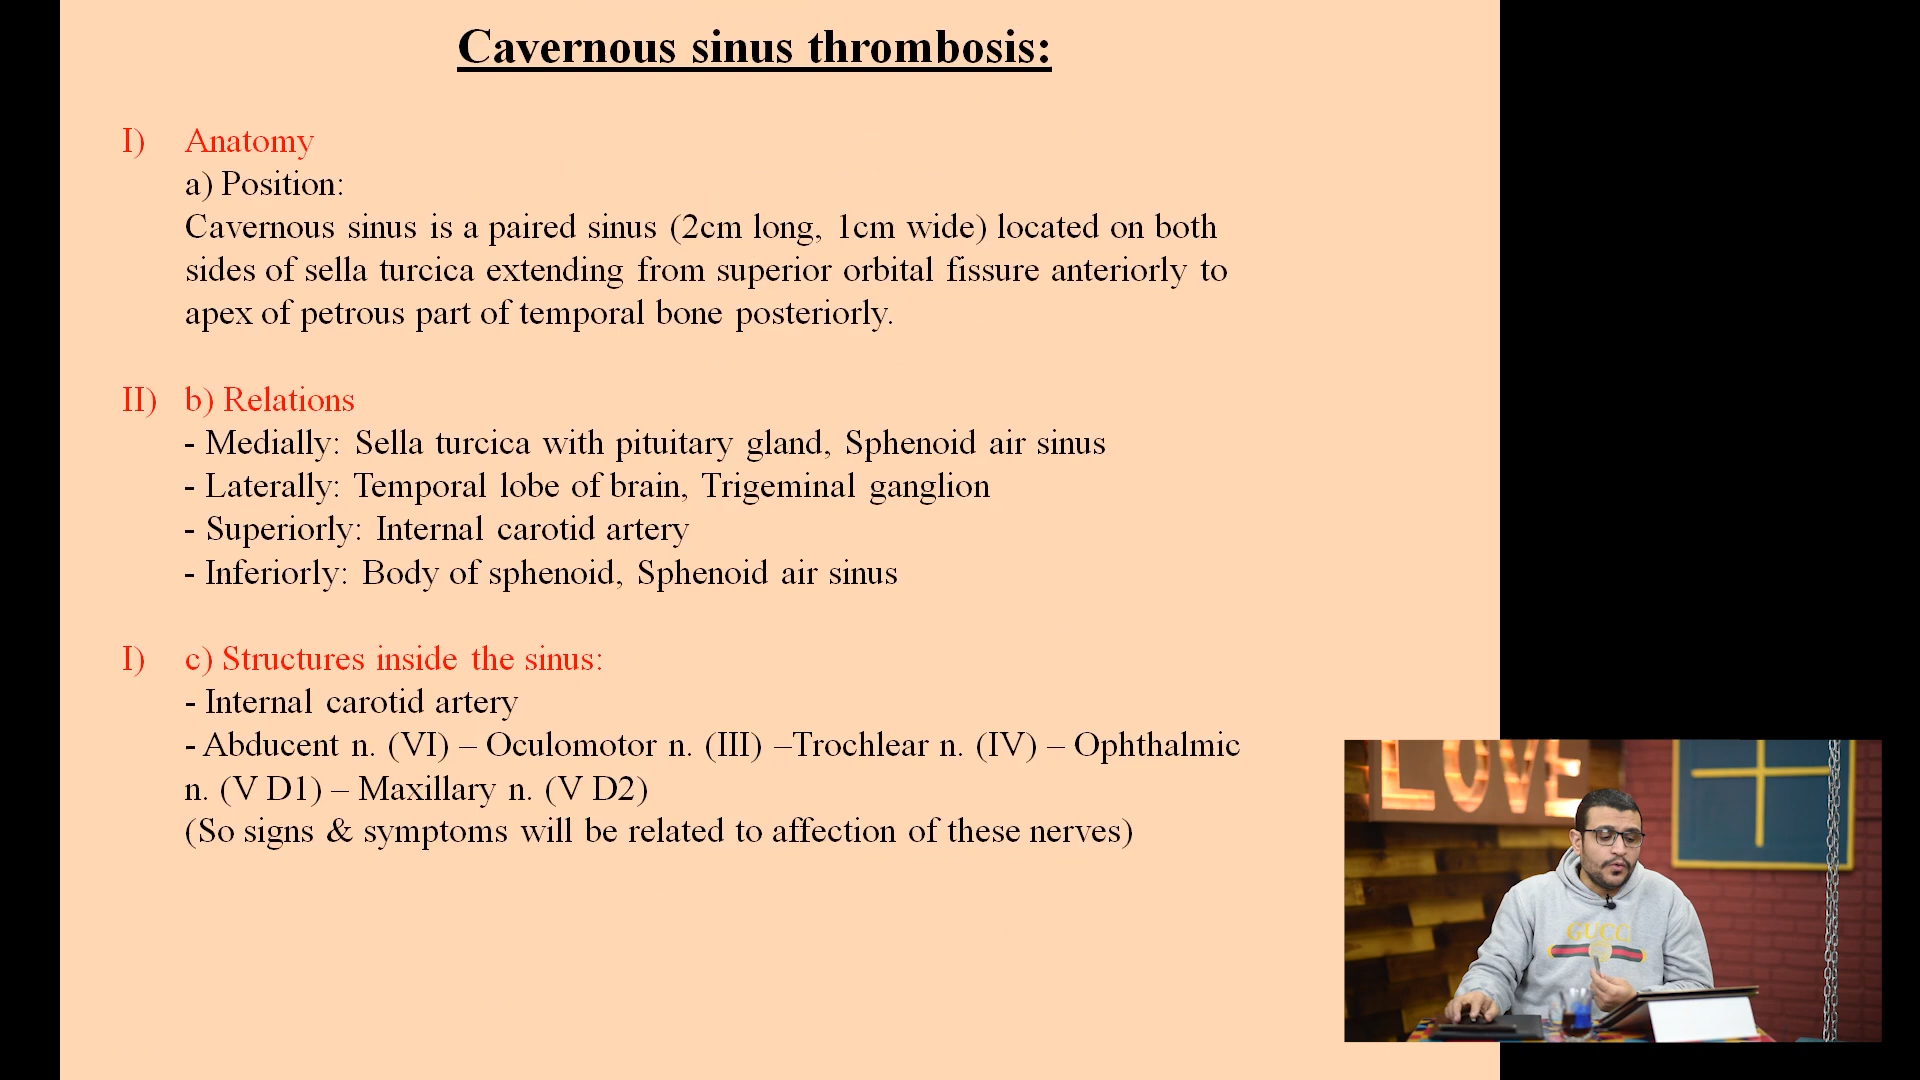 Cavernous sinus thrombosis:
I) Anatomy
a) Position:
Cavernous sinus is a paired sinus (2cm long, 1cm wide) located on both
sides of sella turcica extending from superior orbital fissure anteriorly to
apex of petrous part of temporal bone posteriorly.
II) b) Relations
- Medially: Sella turcica with pituitary gland, Sphenoid air sinus
- Laterally: Temporal lobe of brain, Trigeminal ganglion
- Superiorly: Internal carotid artery
- Inferiorly: Body of sphenoid, Sphenoid air sinus
I) c) Structures inside the sinus:
- Internal carotid artery
- Abducent n. (VI) – Oculomotor n. (III) –Trochlear n. (IV) – Ophthalmic
n. (V D1) – Maxillary n. (V D2)
(So signs & symptoms will be related to affection of these nerves)
LOVE
GUCCI